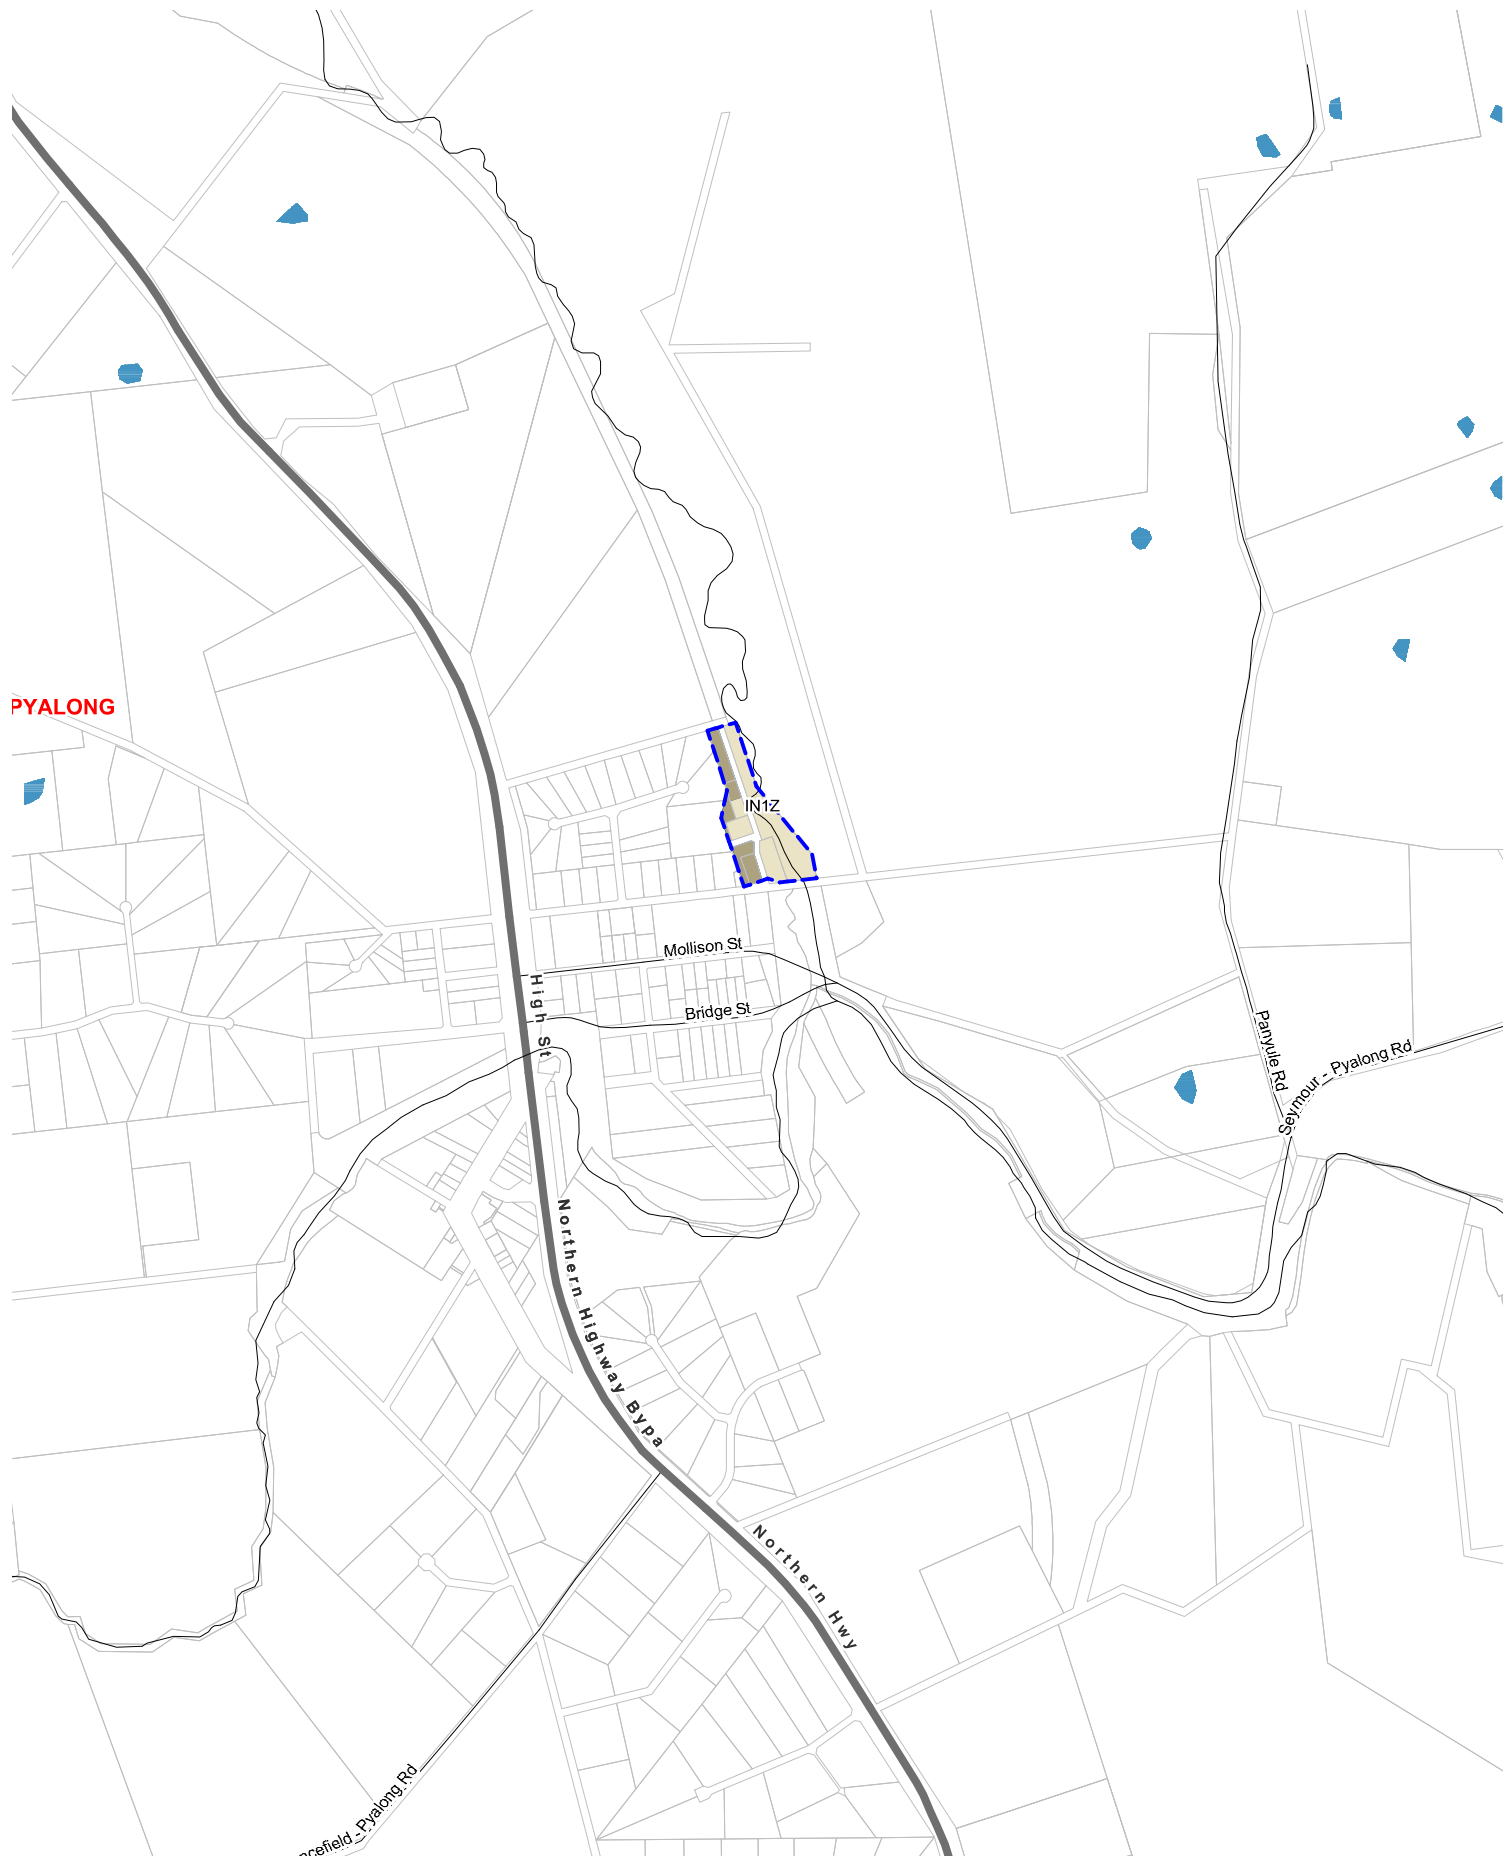 PYALONG
IN1Z
Mollison St
High St
Bridge St
Panyule Rd
Seymour - Pyalong Rd
Northern Highway Bypa
Northern Hwy
ncefield - Pyalong Rd